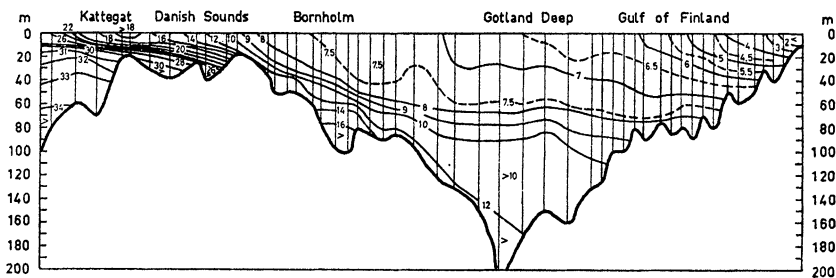 m Kattegat Danish Sounds Bornholm Gotland Deep Gulf of Finland m
0 22 >18 16 14 12 10 9 8 4 3 2< 0
26 18 20 7.5 7 6.5 6 5 4.5
20 31 30 28 5.5 20
33 32 30 29 7.5
40 40
60 34 14 9 8 7.5 60
80 > 16 10 80
100 > 100
120 >10 120
140 12 140
160 160
180 > 180
200 200